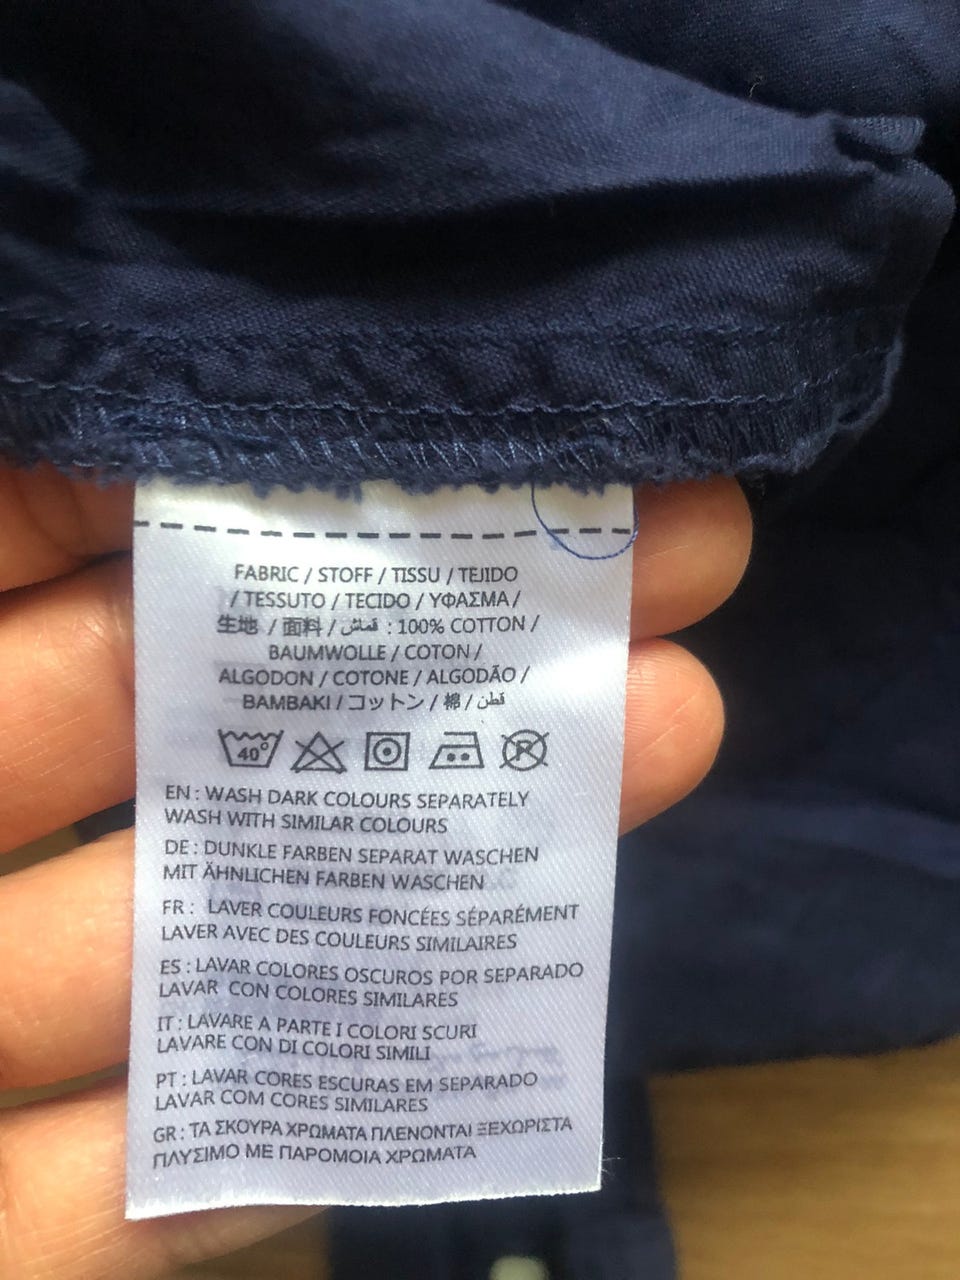 FABRIC / STOFF / TISSU / TEJIDO
/ TESSUTO / TECIDO / ΥΦΑΣΜΑ /
生地 / 面料 / قماش : 100% COTTON /
BAUMWOLLE / COTON /
ALGODON / COTONE / ALGODÃO /
BAMBAKI / コットン / 棉 / قطن
40°
P
EN : WASH DARK COLOURS SEPARATELY
WASH WITH SIMILAR COLOURS
DE : DUNKLE FARBEN SEPARAT WASCHEN
MIT ÄHNLICHEN FARBEN WASCHEN
FR : LAVER COULEURS FONCÉES SÉPARÉMENT
LAVER AVEC DES COULEURS SIMILAIRES
ES : LAVAR COLORES OSCUROS POR SEPARADO
LAVAR CON COLORES SIMILARES
IT : LAVARE A PARTE I COLORI SCURI
LAVARE CON DI COLORI SIMILI
PT : LAVAR CORES ESCURAS EM SEPARADO
LAVAR COM CORES SIMILARES
GR : ΤΑ ΣΚΟΥΡΑ ΧΡΩΜΑΤΑ ΠΛΕΝΟΝΤΑΙ ΞΕΧΩΡΙΣΤΑ
ΠΛΥΣΙΜΟ ΜΕ ΠΑΡΟΜΟΙΑ ΧΡΩΜΑΤΑ